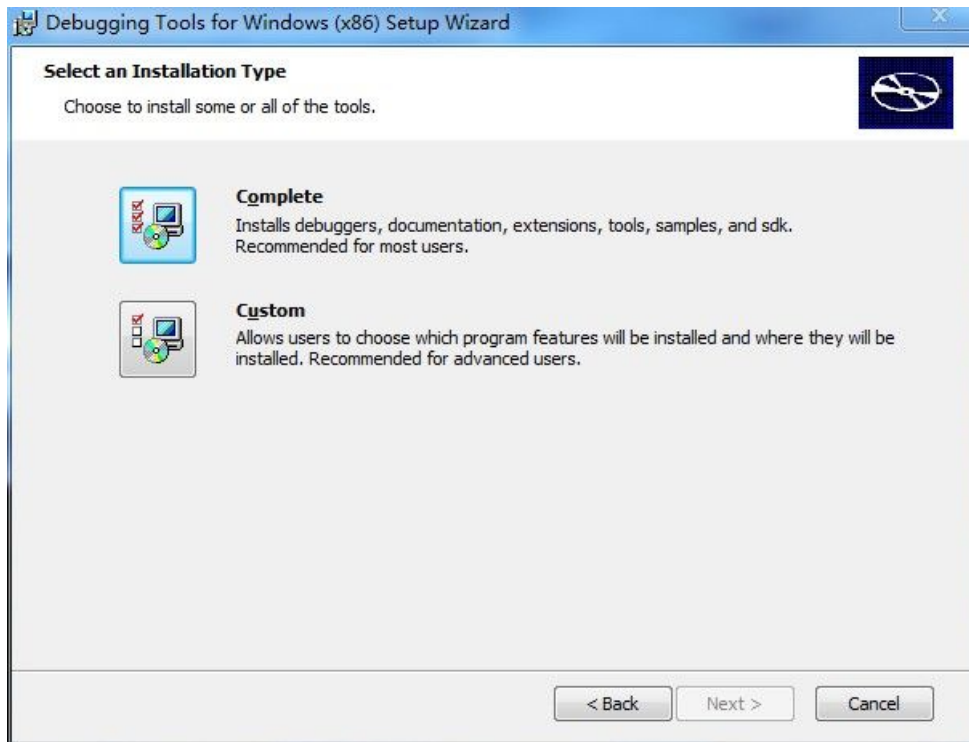 Debugging Tools for Windows (x86) Setup Wizard
Select an Installation Type
Choose to install some or all of the tools.
Complete
Installs debuggers, documentation, extensions, tools, samples, and sdk.
Recommended for most users.
Custom
Allows users to choose which program features will be installed and where they will be
installed. Recommended for advanced users.
< Back Next > Cancel